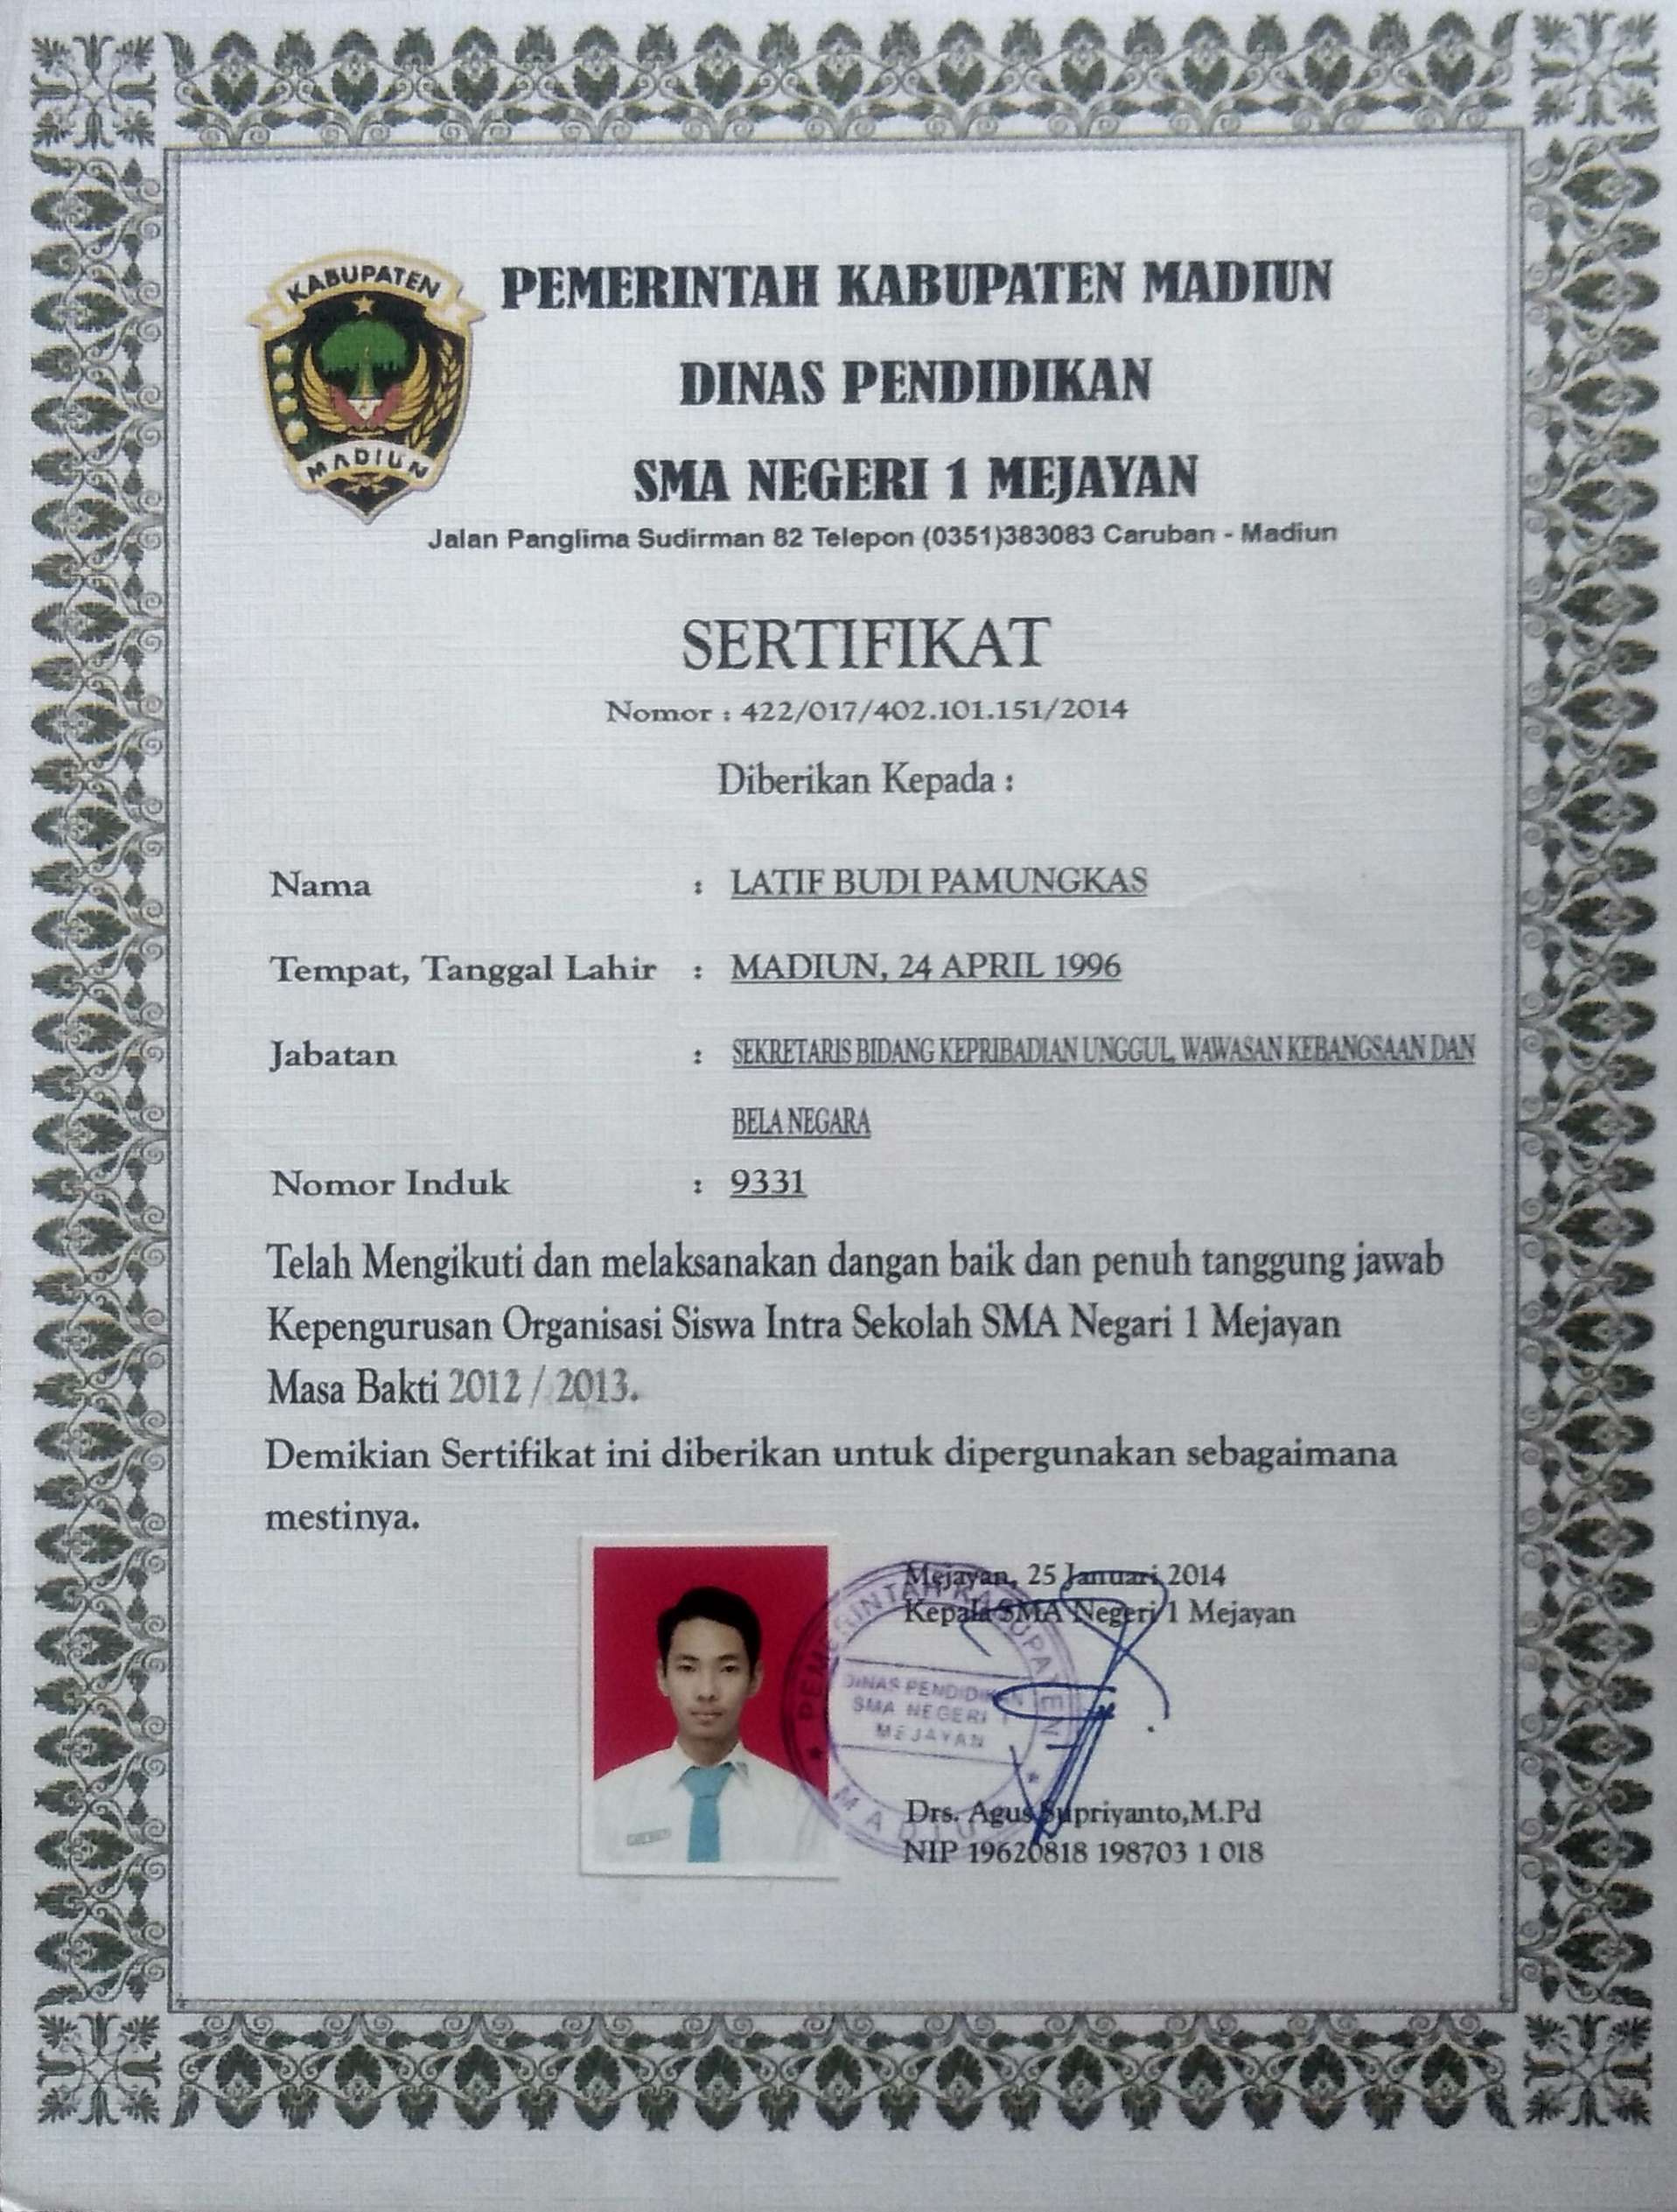 KABUPATEN
MADIUN
PEMERINTAH KABUPATEN MADIUN
DINAS PENDIDIKAN
SMA NEGERI 1 MEJAYAN
Jalan Panglima Sudirman 82 Telepon (0351)383083 Caruban - Madiun
SERTIFIKAT
Nomor : 422/017/402.101.151/2014
Diberikan Kepada :
Nama : LATIF BUDI PAMUNGKAS
Tempat, Tanggal Lahir : MADIUN, 24 APRIL 1996
Jabatan : SEKRETARIS BIDANG KEPRIBADIAN UNGGUL, WAWASAN KEBANGSAAN DAN
BELA NEGARA
Nomor Induk : 9331
Telah Mengikuti dan melaksanakan dangan baik dan penuh tanggung jawab
Kepengurusan Organisasi Siswa Intra Sekolah SMA Negari 1 Mejayan
Masa Bakti 2012 / 2013.
Demikian Sertifikat ini diberikan untuk dipergunakan sebagaimana
mestinya.
Mejayan, 25 Januari 2014
Kepala SMA Negeri 1 Mejayan
PEMERINTAH KABUPATEN
DINAS PENDIDIKAN
SMA NEGERI 1
MEJAYAN
MADIUN
Drs. Agus Supriyanto,M.Pd
NIP 19620818 198703 1 018